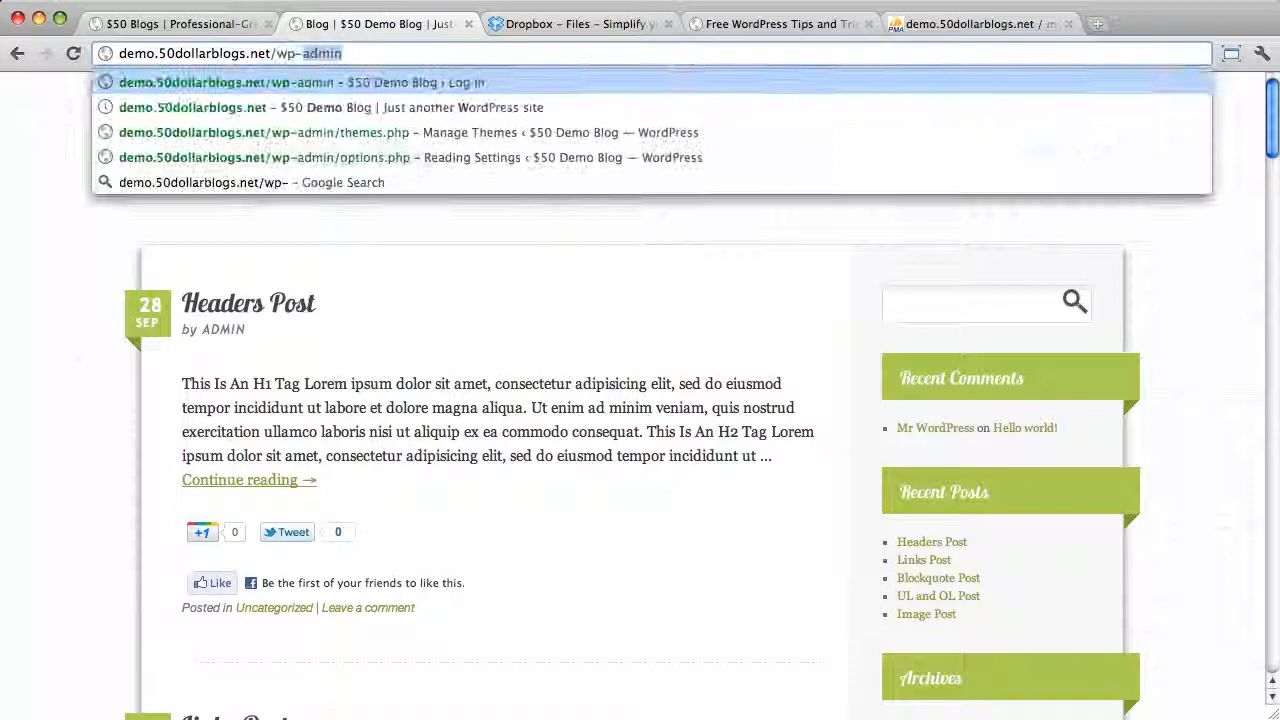 $50 Blogs | Professional-Gr
Blog | $50 Demo Blog | Just
Dropbox – Files – Simplify y
Free WordPress Tips and Tri
demo.50dollarblogs.net / m
demo.50dollarblogs.net/wp-admin
demo.50dollarblogs.net/wp-admin – $50 Demo Blog › Log In
demo.50dollarblogs.net – $50 Demo Blog | Just another WordPress site
demo.50dollarblogs.net/wp-admin/themes.php – Manage Themes ‹ $50 Demo Blog — WordPress
demo.50dollarblogs.net/wp-admin/options.php – Reading Settings ‹ $50 Demo Blog — WordPress
demo.50dollarblogs.net/wp- – Google Search
28
SEP
Headers Post
by ADMIN
This Is An H1 Tag Lorem ipsum dolor sit amet, consectetur adipisicing elit, sed do eiusmod
tempor incididunt ut labore et dolore magna aliqua. Ut enim ad minim veniam, quis nostrud
exercitation ullamco laboris nisi ut aliquip ex ea commodo consequat. This Is An H2 Tag Lorem
ipsum dolor sit amet, consectetur adipisicing elit, sed do eiusmod tempor incididunt ut ...
Continue reading →
+1 0 Tweet 0
Like Be the first of your friends to like this.
Posted in Uncategorized | Leave a comment
Recent Comments
Mr WordPress on Hello world!
Recent Posts
Headers Post
Links Post
Blockquote Post
UL and OL Post
Image Post
Archives